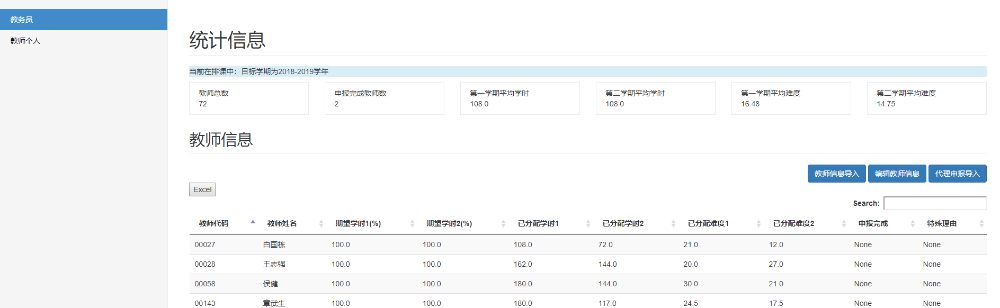 教务员
教师个人
统计信息
当前在排课中：目标学期为2018-2019学年
教师总数 申报完成教师数 第一学期平均学时 第二学期平均学时 第一学期平均难度 第二学期平均难度
72 2 108.0 108.0 16.48 14.75
教师信息
教师信息导入 编辑教师信息 代理申报导入
Excel
Search:
教师代码 教师姓名 期望学时1(%) 期望学时2(%) 已分配学时1 已分配学时2 已分配难度1 已分配难度2 申报完成 特殊理由
00027 白国栋 100.0 100.0 108.0 72.0 21.0 12.0 None None
00028 王志强 100.0 100.0 162.0 144.0 20.0 27.0 None None
00058 侯健 100.0 100.0 180.0 144.0 30.0 21.0 None None
00143 章武生 100.0 100.0 180.0 117.0 24.5 17.5 None None